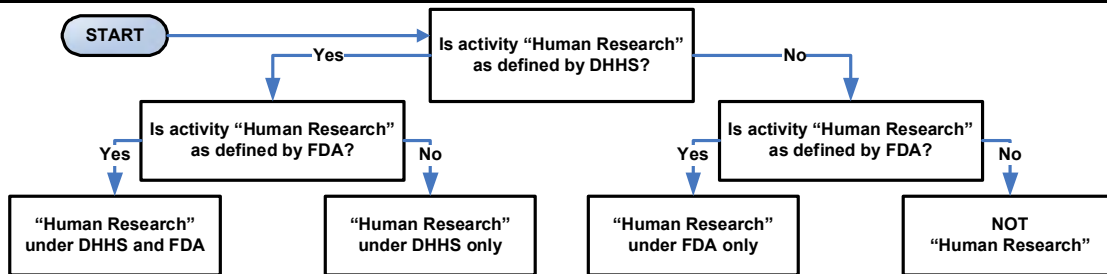 START
Is activity “Human Research”
as defined by DHHS?
Yes
No
Is activity “Human Research”
as defined by FDA?
Is activity “Human Research”
as defined by FDA?
Yes
No
Yes
No
“Human Research”
under DHHS and FDA
“Human Research”
under DHHS only
“Human Research”
under FDA only
NOT
“Human Research”